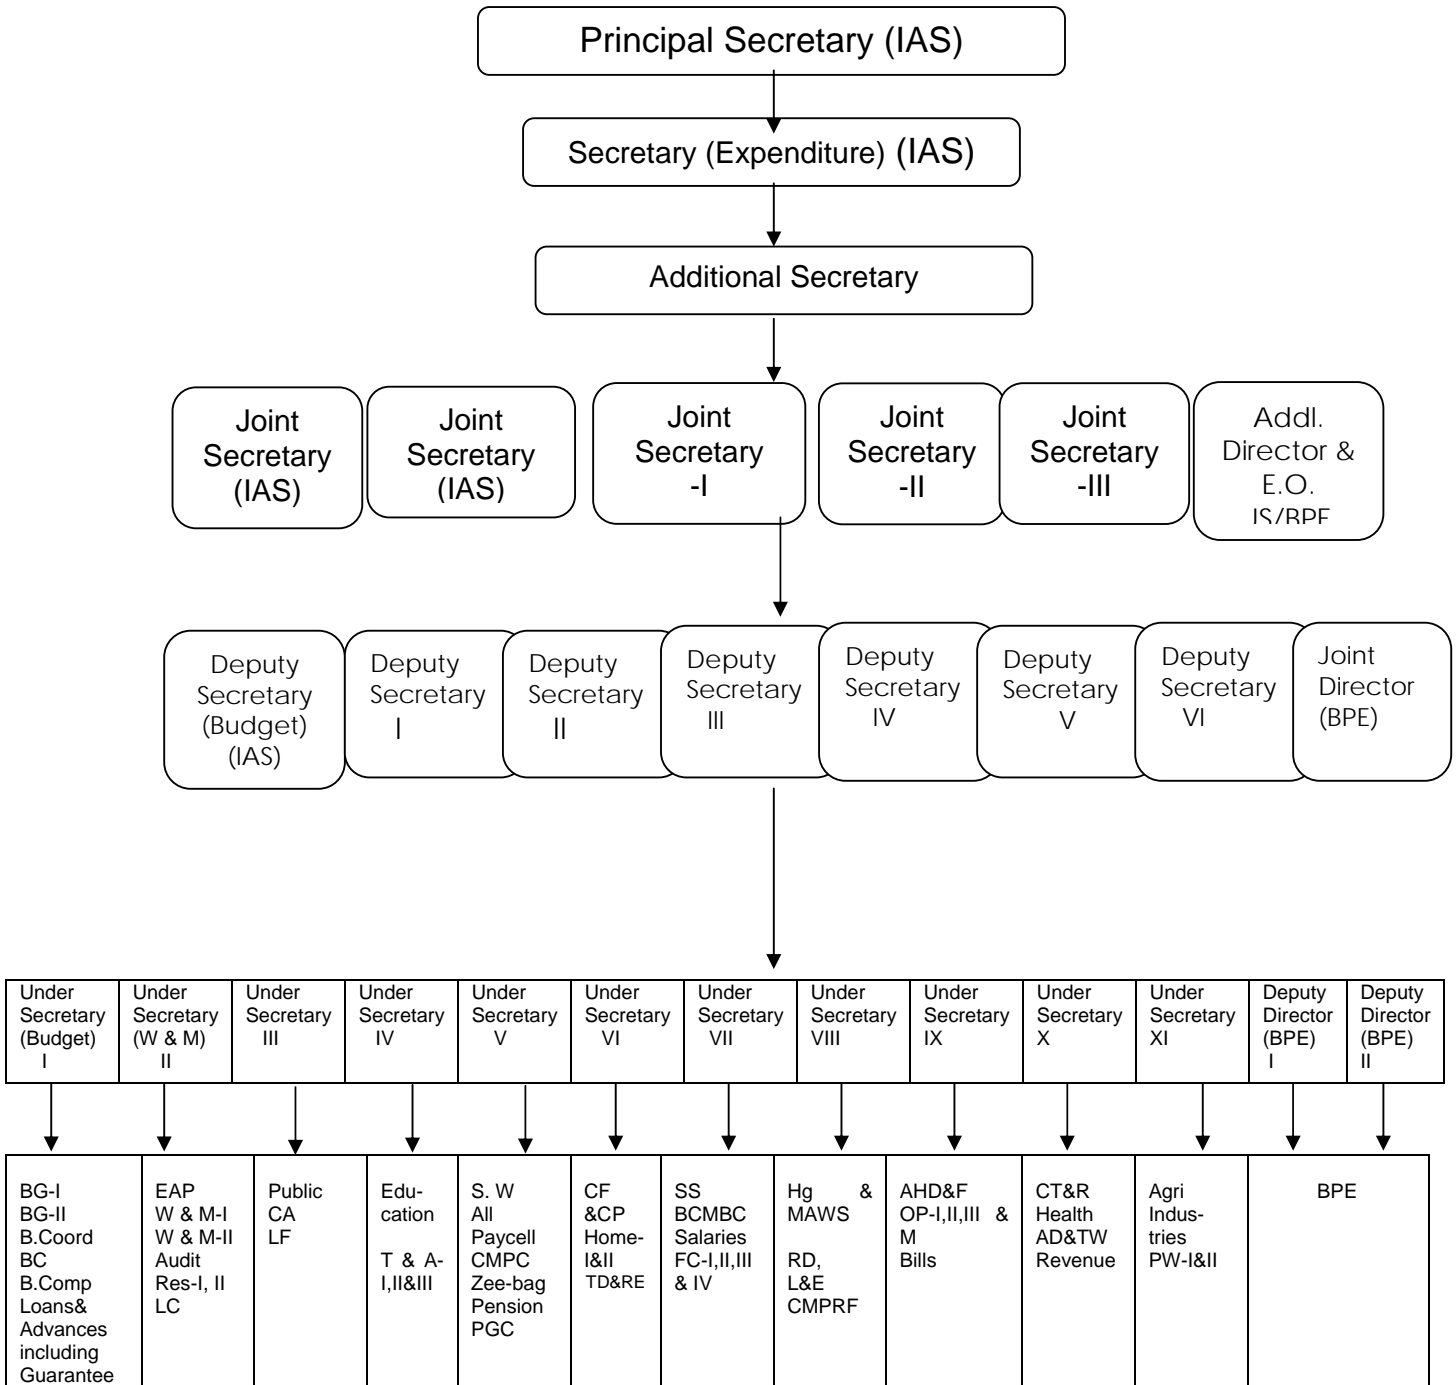 Principal Secretary (IAS)
Secretary (Expenditure) (IAS)
Additional Secretary
Joint
Secretary
(IAS)
Joint
Secretary
(IAS)
Joint
Secretary
-I
Joint
Secretary
-II
Joint
Secretary
-III
Addl.
Director &
E.O.
JS/BPE
Deputy
Secretary
(Budget)
(IAS)
Deputy
Secretary
I
Deputy
Secretary
II
Deputy
Secretary
III
Deputy
Secretary
IV
Deputy
Secretary
V
Deputy
Secretary
VI
Joint
Director
(BPE)
Under
Secretary
(Budget)
I
Under
Secretary
(W & M)
II
Under
Secretary
III
Under
Secretary
IV
Under
Secretary
V
Under
Secretary
VI
Under
Secretary
VII
Under
Secretary
VIII
Under
Secretary
IX
Under
Secretary
X
Under
Secretary
XI
Deputy
Director
(BPE)
I
Deputy
Director
(BPE)
II
BG-I
BG-II
B.Coord
BC
B.Comp
Loans&
Advances
including
Guarantee
EAP
W & M-I
W & M-II
Audit
Res-I, II
LC
Public
CA
LF
Edu-
cation
T & A-
I,II&III
S. W
All
Paycell
CMPC
Zee-bag
Pension
PGC
CF
&CP
Home-
I&II
TD&RE
SS
BCMBC
Salaries
FC-I,II,III
& IV
Hg &
MAWS
RD,
L&E
CMPRF
AHD&F
OP-I,II,III &
M
Bills
CT&R
Health
AD&TW
Revenue
Agri
Indus-
tries
PW-I&II
BPE